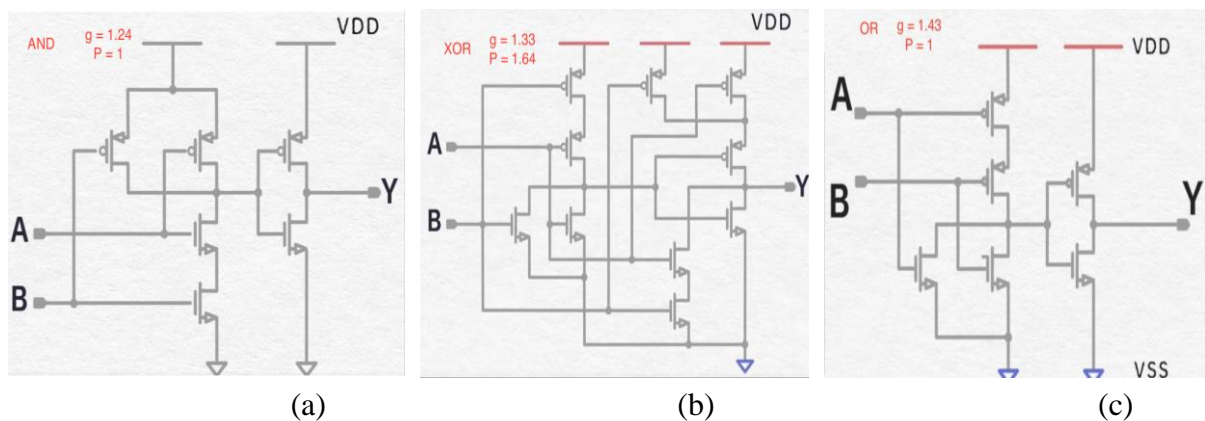 AND
g = 1.24
P = 1
VDD
A
B
Y
(a)
XOR
g = 1.33
P = 1.64
VDD
A
B
Y
(b)
OR
g = 1.43
P = 1
VDD
A
B
Y
VSS
(c)